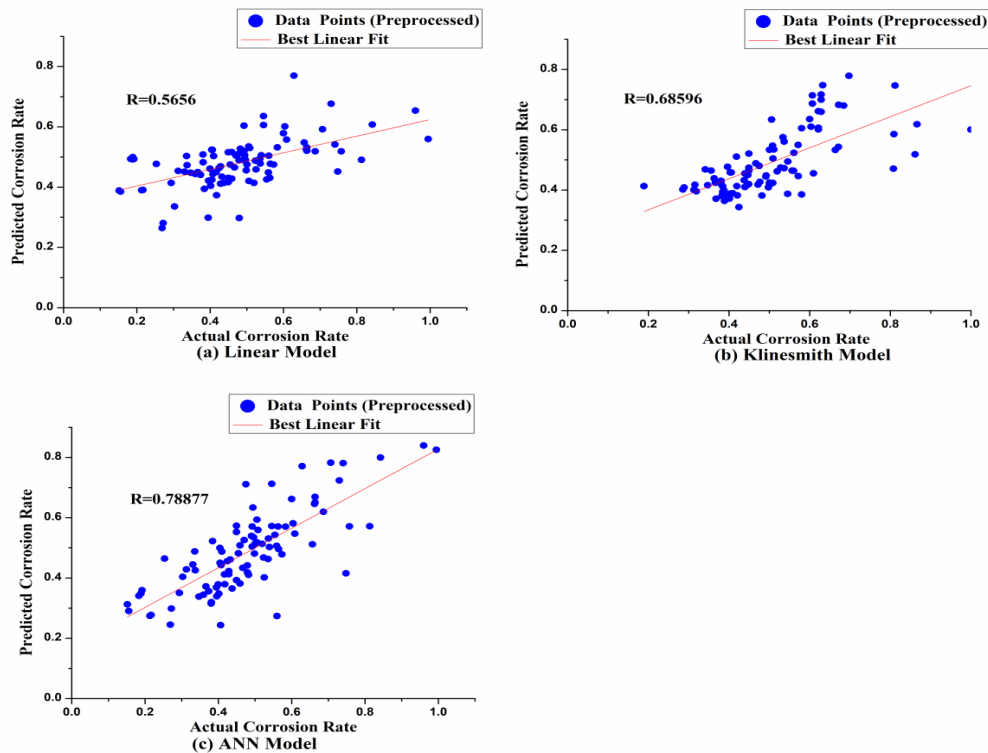 Data Points (Preprocessed)
Best Linear Fit
R=0.5656
Predicted Corrosion Rate
0.8
0.6
0.4
0.2
0.0
0.0 0.2 0.4 0.6 0.8 1.0
Actual Corrosion Rate
(a) Linear Model
Data Points (Preprocessed)
Best Linear Fit
R=0.68596
Predicted Corrosion Rate
0.8
0.6
0.4
0.2
0.0
0.0 0.2 0.4 0.6 0.8 1.0
Actual Corrosion Rate
(b) Klinesmith Model
Data Points (Preprocessed)
Best Linear Fit
R=0.78877
Predicted Corrosion Rate
0.8
0.6
0.4
0.2
0.0
0.0 0.2 0.4 0.6 0.8 1.0
Actual Corrosion Rate
(c) ANN Model